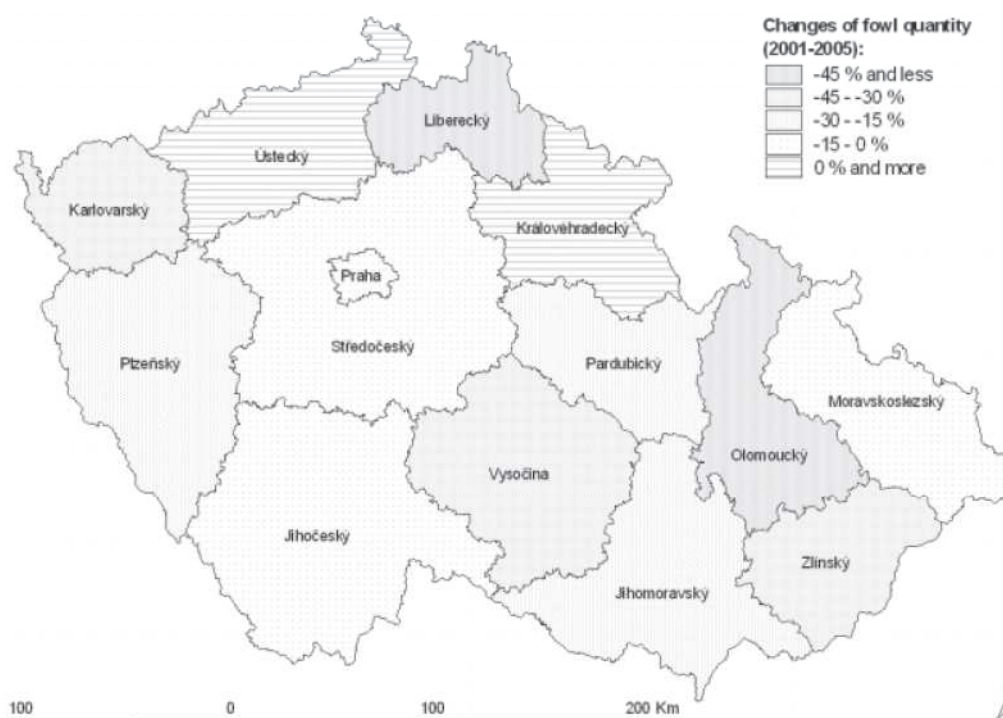 Changes of fowl quantity
(2001-2005):
-45 % and less
-45 - -30 %
-30 - -15 %
-15 - 0 %
0 % and more
Liberecký
Ústecký
Karlovarský
Královéhradecký
Praha
Středočeský
Plzeňský
Pardubický
Moravskoslezský
Olomoucký
Vysočina
Jihočeský
Zlínský
Jihomoravský
100 0 100 200 Km